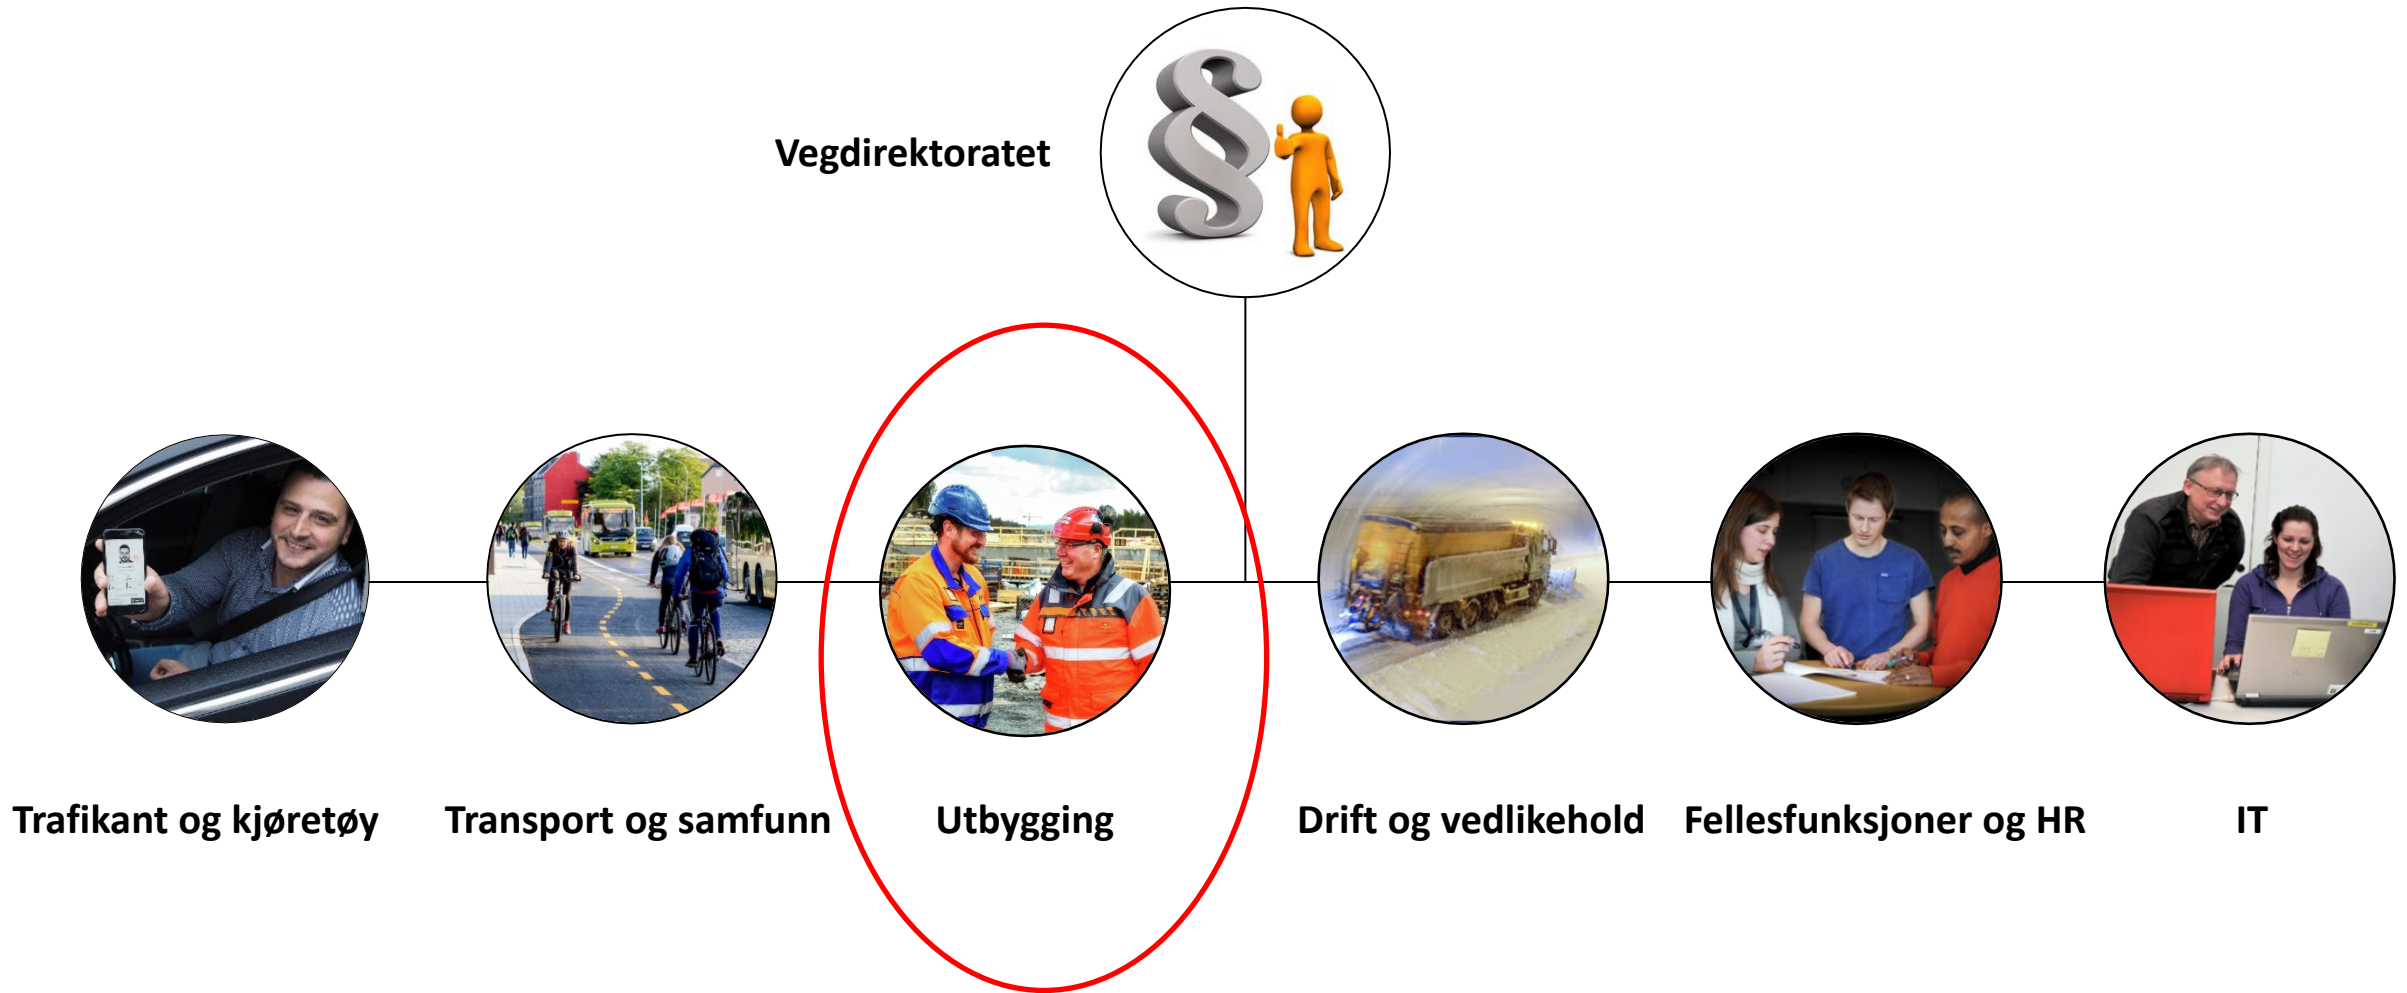 Vegdirektoratet
Trafikant og kjøretøy
Transport og samfunn
Utbygging
Drift og vedlikehold
Fellesfunksjoner og HR
IT